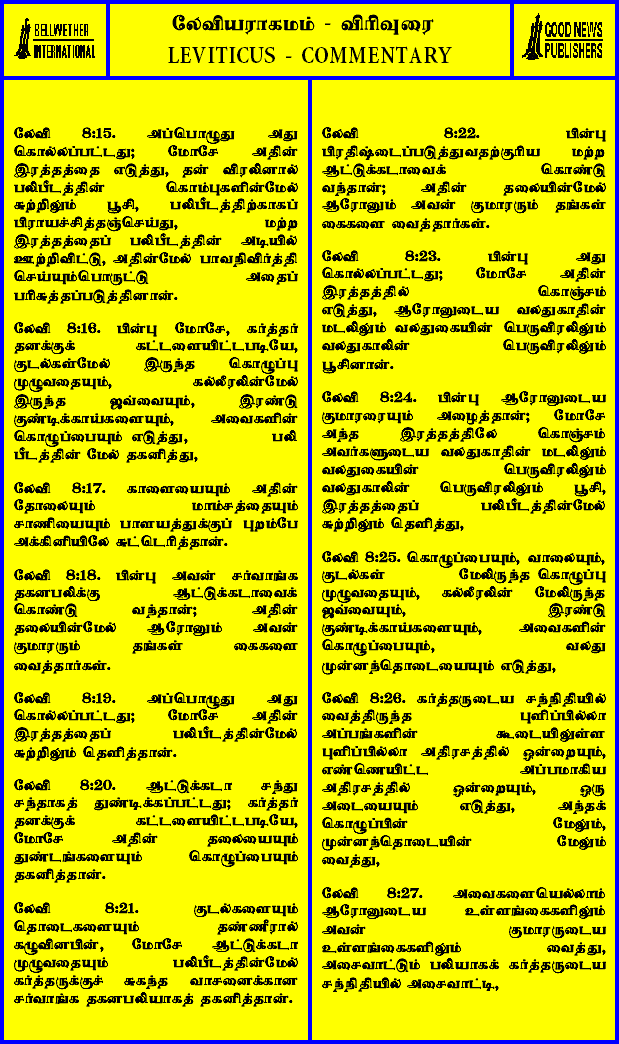 BELLWETHER
INTERNATIONAL
லேவியராகமம் - விரிவுரை
LEVITICUS - COMMENTARY
GOOD NEWS
PUBLISHERS
லேவி 8:15. அப்பொழுது அது
கொல்லப்பட்டது; மோசே அதின்
இரத்தத்தை எடுத்து, தன் விரலினால்
பலிபீடத்தின் கொம்புகளின்மேல்
சுற்றிலும் பூசி, பலிபீடத்திற்காகப்
பிராயச்சித்தஞ்செய்து, மற்ற
இரத்தத்தைப் பலிபீடத்தின் அடியில்
ஊற்றிவிட்டு, அதின்மேல் பாவநிவிர்த்தி
செய்யும்பொருட்டு அதைப்
பரிசுத்தப்படுத்தினான்.
லேவி 8:16. பின்பு மோசே, கர்த்தர்
தனக்குக் கட்டளையிட்டபடியே,
குடல்கள்மேல் இருந்த கொழுப்பு
முழுவதையும், கல்லீரலின்மேல்
இருந்த ஜவ்வையும், இரண்டு
குண்டிக்காய்களையும், அவைகளின்
கொழுப்பையும் எடுத்து, பலி
பீடத்தின் மேல் தகனித்து,
லேவி 8:17. காளையையும் அதின்
தோலையும் மாம்சத்தையும்
சாணியையும் பாளயத்துக்குப் புறம்பே
அக்கினியிலே சுட்டெரித்தான்.
லேவி 8:18. பின்பு அவன் சர்வாங்க
தகனபலிக்கு ஆட்டுக்கடாவைக்
கொண்டு வந்தான்; அதின்
தலையின்மேல் ஆரோனும் அவன்
குமாரரும் தங்கள் கைகளை
வைத்தார்கள்.
லேவி 8:19. அப்பொழுது அது
கொல்லப்பட்டது; மோசே அதின்
இரத்தத்தைப் பலிபீடத்தின்மேல்
சுற்றிலும் தெளித்தான்.
லேவி 8:20. ஆட்டுக்கடா சந்து
சந்தாகத் துண்டிக்கப்பட்டது; கர்த்தர்
தனக்குக் கட்டளையிட்டபடியே,
மோசே அதின் தலையையும்
துண்டங்களையும் கொழுப்பையும்
தகனித்தான்.
லேவி 8:21. குடல்களையும்
தொடைகளையும் தண்ணீரால்
கழுவினபின், மோசே ஆட்டுக்கடா
முழுவதையும் பலிபீடத்தின்மேல்
கர்த்தருக்குச் சுகந்த வாசனைக்கான
சர்வாங்க தகனபலியாகத் தகனித்தான்.
லேவி 8:22. பின்பு
பிரதிஷ்டைப்படுத்துவதற்குரிய மற்ற
ஆட்டுக்கடாவைக் கொண்டு
வந்தான்; அதின் தலையின்மேல்
ஆரோனும் அவன் குமாரரும் தங்கள்
கைகளை வைத்தார்கள்.
லேவி 8:23. பின்பு அது
கொல்லப்பட்டது; மோசே அதின்
இரத்தத்தில் கொஞ்சம்
எடுத்து, ஆரோனுடைய வலதுகாதின்
மடலிலும் வலதுகையின் பெருவிரலிலும்
வலதுகாலின் பெருவிரலிலும்
பூசினான்.
லேவி 8:24. பின்பு ஆரோனுடைய
குமாரரையும் அழைத்தான்; மோசே
அந்த இரத்தத்திலே கொஞ்சம்
அவர்களுடைய வலதுகாதின் மடலிலும்
வலதுகையின் பெருவிரலிலும்
வலதுகாலின் பெருவிரலிலும் பூசி,
இரத்தத்தைப் பலிபீடத்தின்மேல்
சுற்றிலும் தெளித்து,
லேவி 8:25. கொழுப்பையும், வாலையும்,
குடல்கள் மேலிருந்த கொழுப்பு
முழுவதையும், கல்லீரலின் மேலிருந்த
ஜவ்வையும், இரண்டு
குண்டிக்காய்களையும், அவைகளின்
கொழுப்பையும், வலது
முன்னந்தொடையையும் எடுத்து,
லேவி 8:26. கர்த்தருடைய சந்நிதியில்
வைத்திருந்த புளிப்பில்லா
அப்பங்களின் கூடையிலுள்ள
புளிப்பில்லா அதிரசத்தில் ஒன்றையும்,
எண்ணெயிட்ட அப்பமாகிய
அதிரசத்தில் ஒன்றையும், ஒரு
அடையையும் எடுத்து, அந்தக்
கொழுப்பின் மேலும்,
முன்னந்தொடையின் மேலும்
வைத்து,
லேவி 8:27. அவைகளையெல்லாம்
ஆரோனுடைய உள்ளங்கைகளிலும்
அவன் குமாரருடைய
உள்ளங்கைகளிலும் வைத்து,
அசைவாட்டும் பலியாகக் கர்த்தருடைய
சந்நிதியில் அசைவாட்டி,